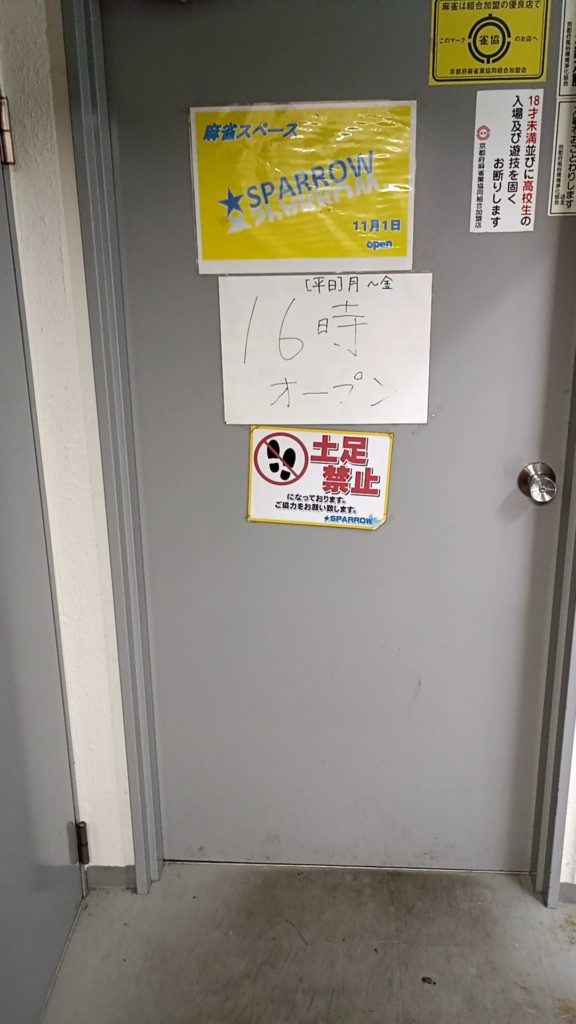 麻雀は組合加盟の優良店で
このマーク 雀協 のお店へ
京都府麻雀業協同組合加盟店
麻雀スペース
★SPARROW
11月1日
open
18才未満並びに高校生の
入場及び遊技を固く
お断りします
京都府麻雀業協同組合加盟店
[平日]月～金
16時
オープン
土足
禁止
になっております。
ご協力をお願い致します。
★SPARROW